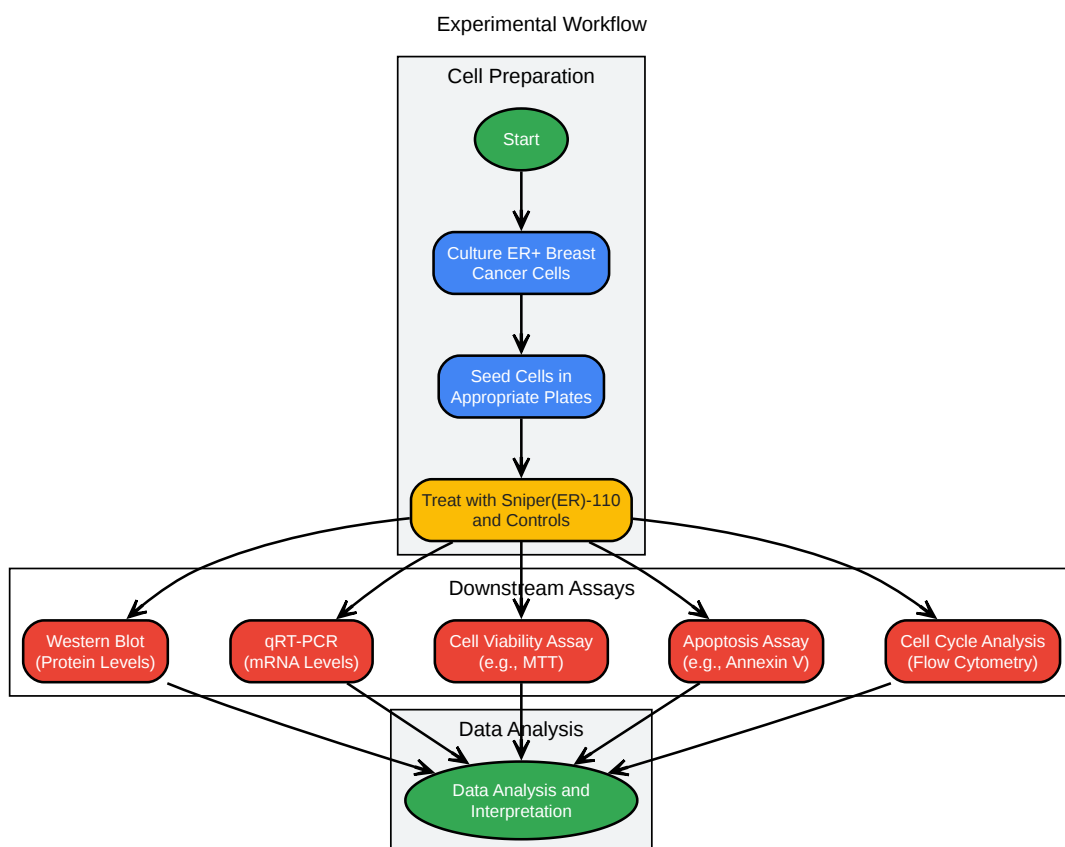 Experimental Workflow
Cell Preparation
Start
Culture ER+ Breast
Cancer Cells
Seed Cells in
Appropriate Plates
Treat with Sniper(ER)-110
and Controls
Downstream Assays
Western Blot
(Protein Levels)
qRT-PCR
(mRNA Levels)
Cell Viability Assay
(e.g., MTT)
Apoptosis Assay
(e.g., Annexin V)
Cell Cycle Analysis
(Flow Cytometry)
Data Analysis
Data Analysis and
Interpretation